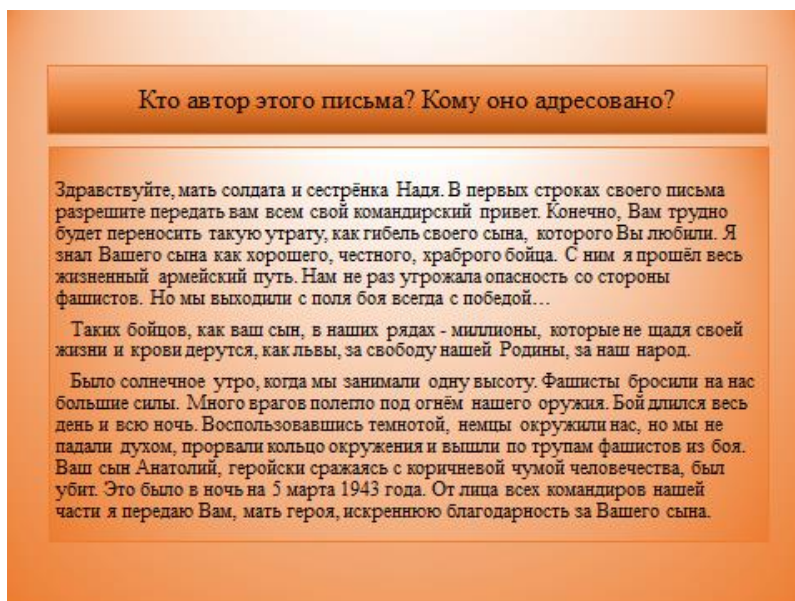 Кто автор этого письма? Кому оно адресовано?
Здравствуйте, мать солдата и сестрёнка Надя. В первых строках своего письма
разрешите передать вам всем свой командирский привет. Конечно, Вам трудно
будет переносить такую утрату, как гибель своего сына, которого Вы любили. Я
знал Вашего сына как хорошего, честного, храброго бойца. С ним я прошёл весь
жизненный армейский путь. Нам не раз угрожала опасность со стороны
фашистов. Но мы выходили с поля боя всегда с победой…
Таких бойцов, как ваш сын, в наших рядах - миллионы, которые не щадя своей
жизни и крови дерутся, как львы, за свободу нашей Родины, за наш народ.
Было солнечное утро, когда мы занимали одну высоту. Фашисты бросили на нас
большие силы. Много врагов полегло под огнём нашего оружия. Бой длился весь
день и всю ночь. Воспользовавшись темнотой, немцы окружили нас, но мы не
падали духом, прорвали кольцо окружения и вышли по трупам фашистов из боя.
Ваш сын Анатолий, геройски сражаясь с коричневой чумой человечества, был
убит. Это было в ночь на 5 марта 1943 года. От лица всех командиров нашей
части я передаю Вам, мать героя, искреннюю благодарность за Вашего сына.